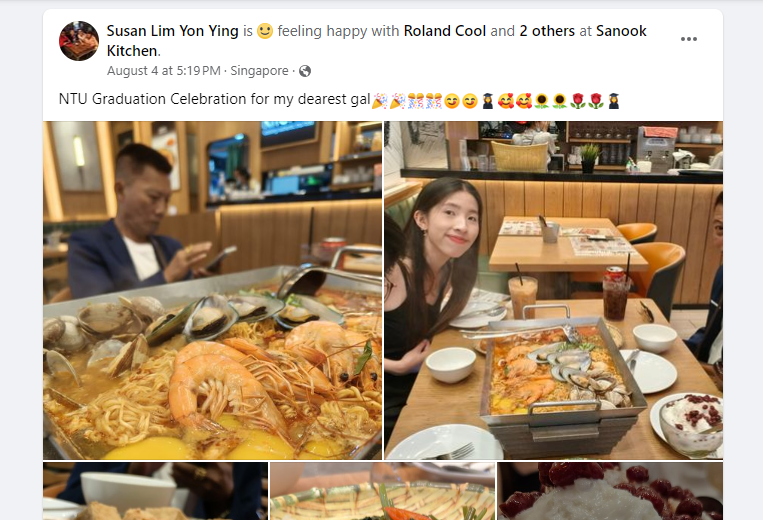 Susan Lim Yon Ying is 🙂 feeling happy with Roland Cool and 2 others at Sanook
Kitchen.
August 4 at 5:19 PM · Singapore ·
NTU Graduation Celebration for my dearest gal🎉🎉🎊🎊😊😊👩‍🎓🥰🥰🌻🌻🌹🌹👩‍🎓